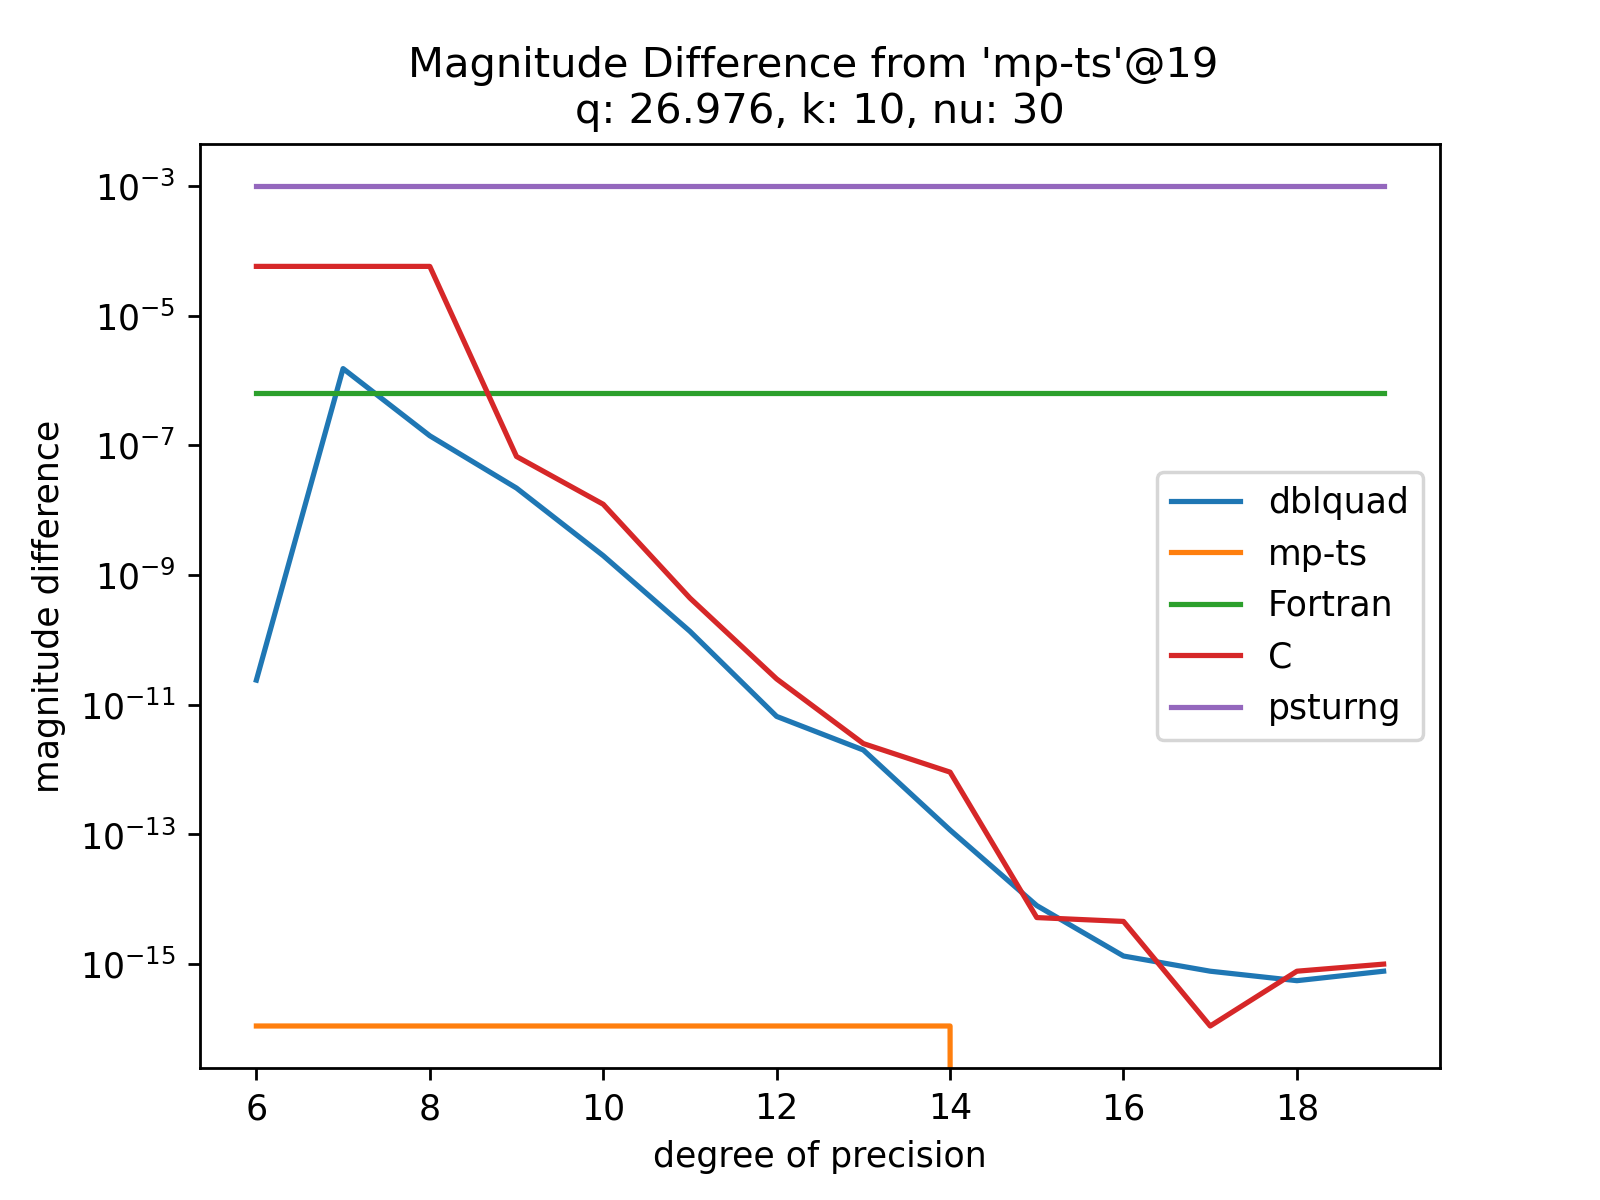 Magnitude Difference from 'mp-ts'@19
q: 26.976, k: 10, nu: 30
magnitude difference
10⁻³
10⁻⁵
10⁻⁷
10⁻⁹
10⁻¹¹
10⁻¹³
10⁻¹⁵
dblquad
mp-ts
Fortran
C
psturng
6 8 10 12 14 16 18
degree of precision